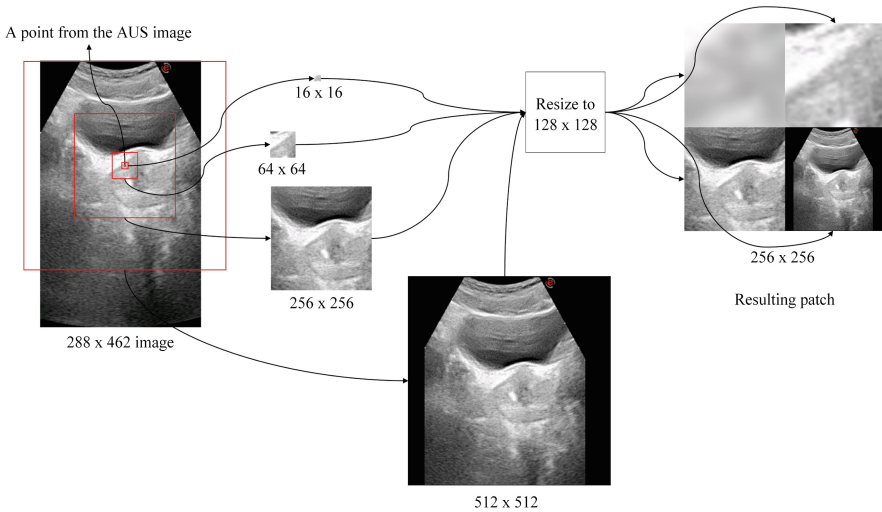 A point from the AUS image
16 x 16
Resize to
128 x 128
64 x 64
256 x 256
256 x 256
Resulting patch
288 x 462 image
512 x 512